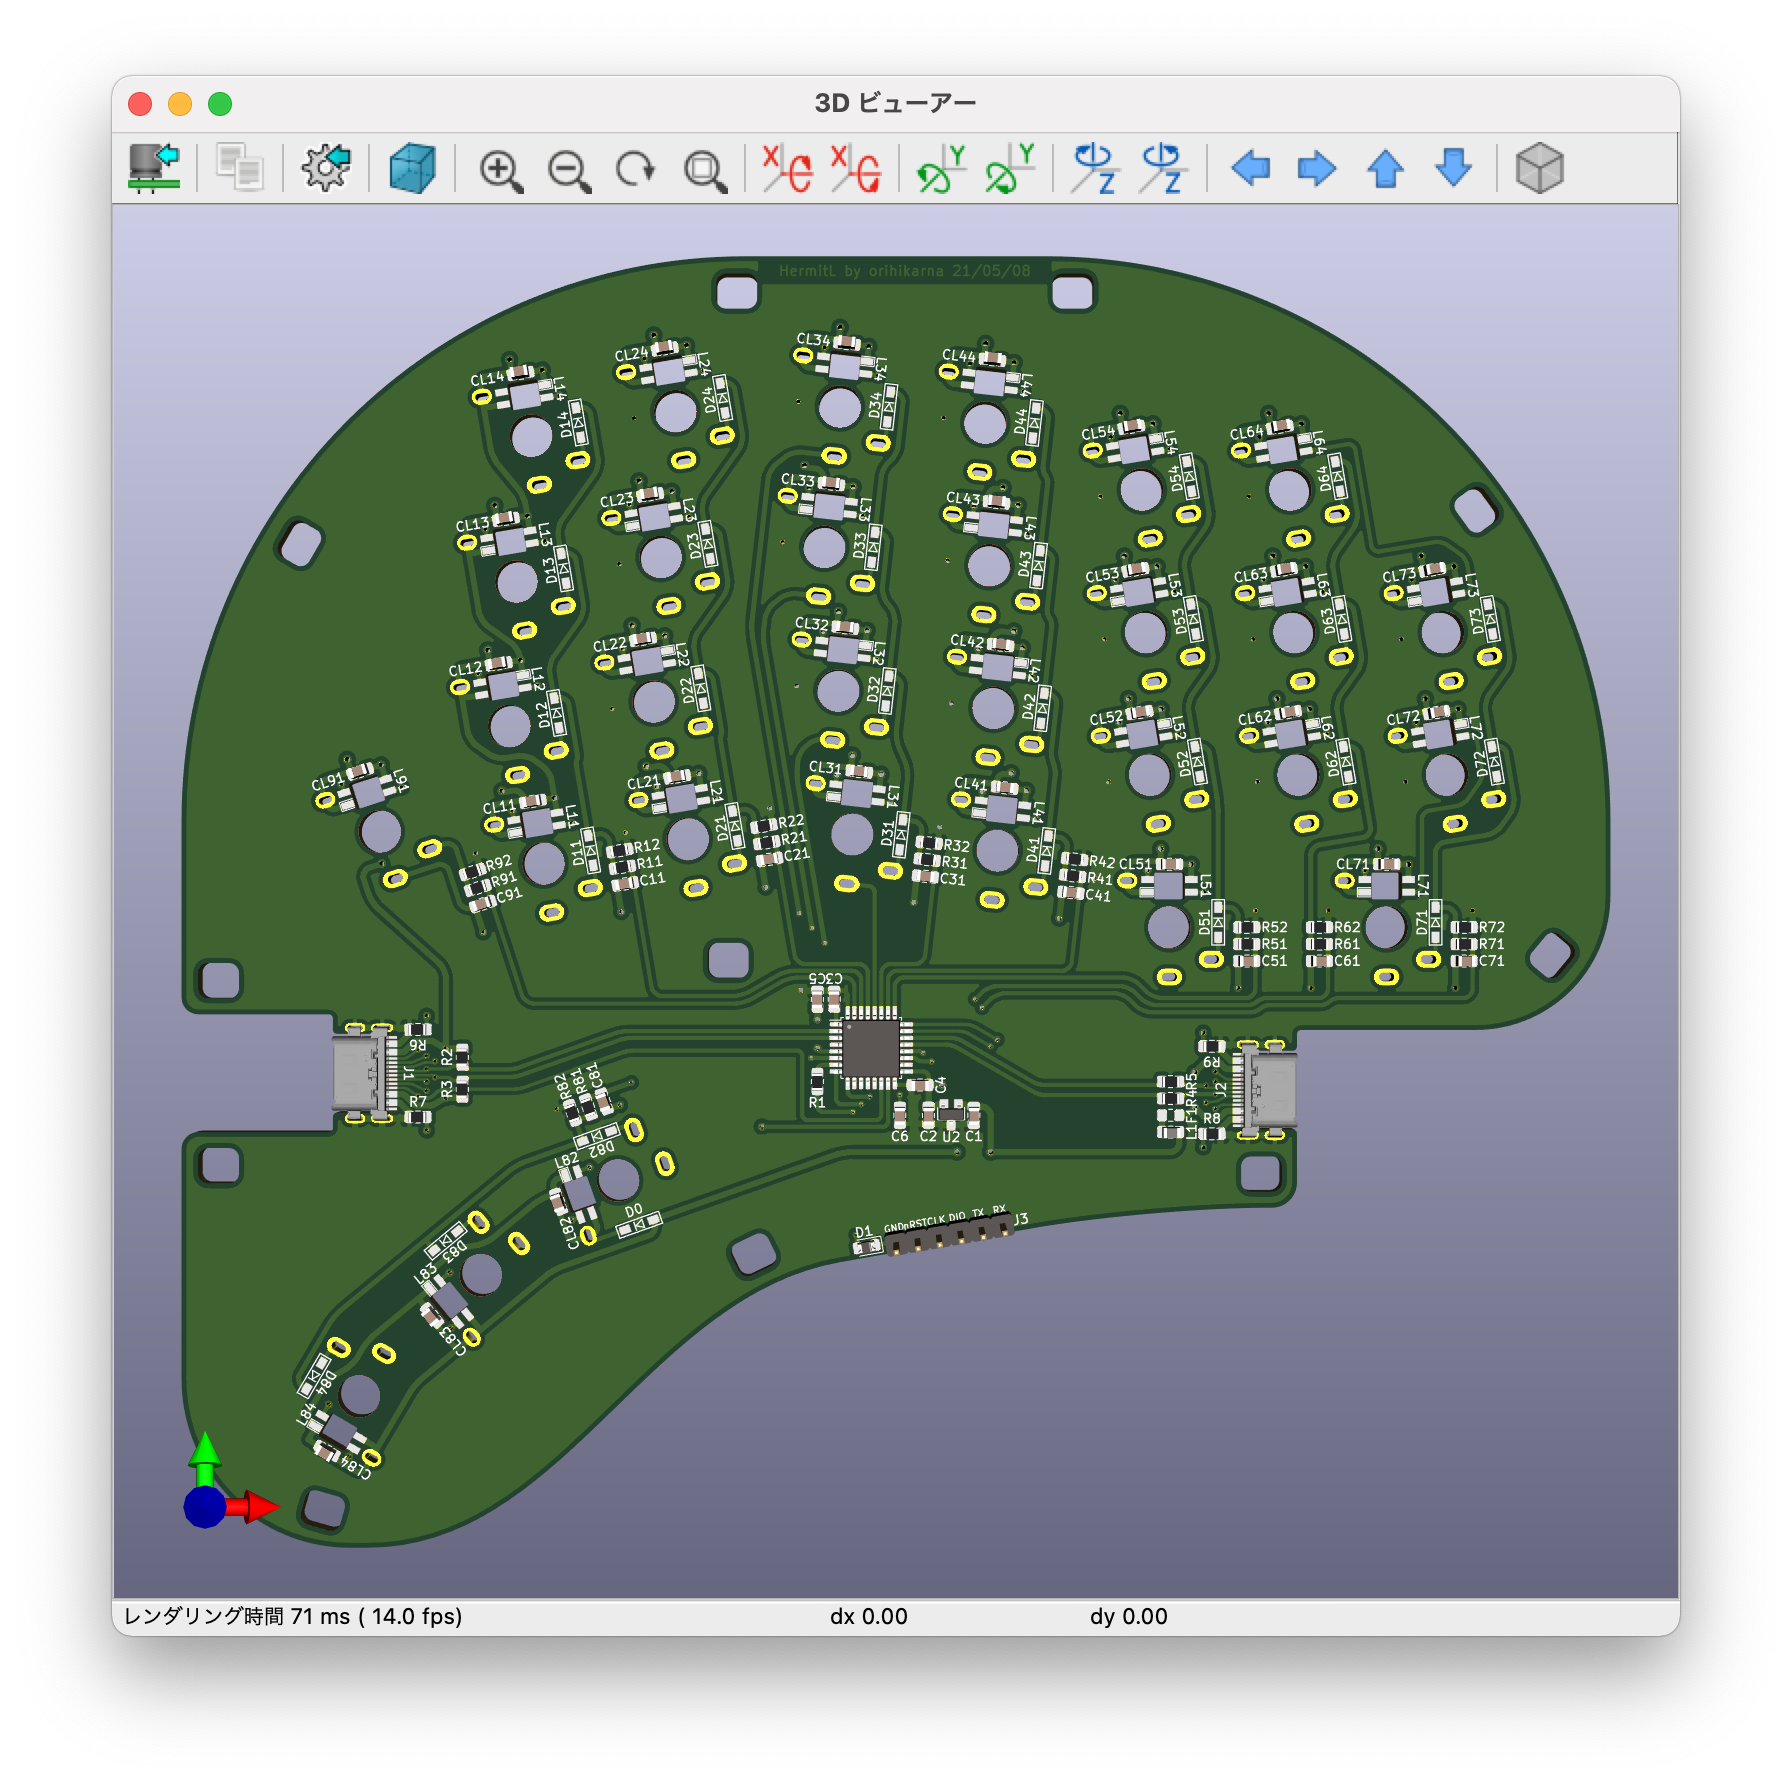 3D ビューアー
HermitL by orihikarna 21/05/08
CL14 L14 D14
CL24 L24 D24
CL34 L34 D34
CL44 L44 D44
CL54 L54 D54
CL64 L64 D64
CL13 L13 D13
CL23 L23 D23
CL33 L33 D33
CL43 L43 D43
CL53 L53 D53
CL63 L63 D63
CL73 L73 D73
CL12 L12 D12
CL22 L22 D22
CL32 L32 D32
CL42 L42 D42
CL52 L52 D52
CL62 L62 D62
CL72 L72 D72
CL91 L91
CL11 L11 D11
CL21 L21 D21
CL31 L31 D31
CL41 L41 D41
CL51 L51 D51
CL71 L71 D71
R92
R91
C91
R12
R11
C11
R22
R21
C21
R32
R31
C31
R42
R41
C41
R52
R51
C51
R62
R61
C61
R72
R71
C71
C3 C5
R6
J1
R2
R3
R7
R1
C4
C6 C2 U2 C1
R9
J2
R5
R4
F1
L1
R8
R82
R81
C81
D82
L82
CL82
D0
D83
L83
CL83
D84
L84
CL84
D1
GND nRST CLK DIO TX RX
J3
レンダリング時間 71 ms ( 14.0 fps)
dx 0.00
dy 0.00